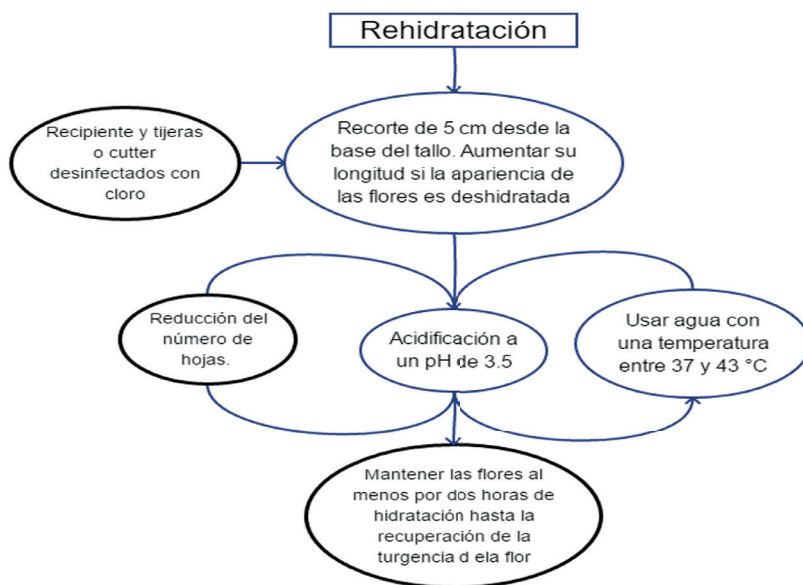 Rehidratación
Recipiente y tijeras
o cutter
desinfectados con
cloro
Recorte de 5 cm desde la
base del tallo. Aumentar su
longitud si la apariencia de
las flores es deshidratada
Reducción del
número de
hojas.
Acidificación a
un pH de 3.5
Usar agua con
una temperatura
entre 37 y 43 °C
Mantener las flores al
menos por dos horas de
hidratación hasta la
recuperación de la
turgencia d ela flor